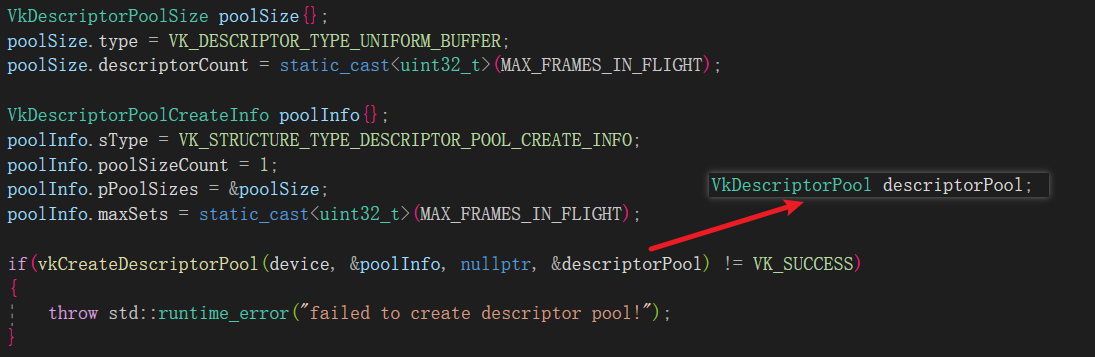 VkDescriptorPoolSize poolSize{};
poolSize.type = VK_DESCRIPTOR_TYPE_UNIFORM_BUFFER;
poolSize.descriptorCount = static_cast<uint32_t>(MAX_FRAMES_IN_FLIGHT);
VkDescriptorPoolCreateInfo poolInfo{};
poolInfo.sType = VK_STRUCTURE_TYPE_DESCRIPTOR_POOL_CREATE_INFO;
poolInfo.poolSizeCount = 1;
poolInfo.pPoolSizes = &poolSize;
VkDescriptorPool descriptorPool;
poolInfo.maxSets = static_cast<uint32_t>(MAX_FRAMES_IN_FLIGHT);
if(vkCreateDescriptorPool(device, &poolInfo, nullptr, &descriptorPool) != VK_SUCCESS)
{
throw std::runtime_error("failed to create descriptor pool!");
}